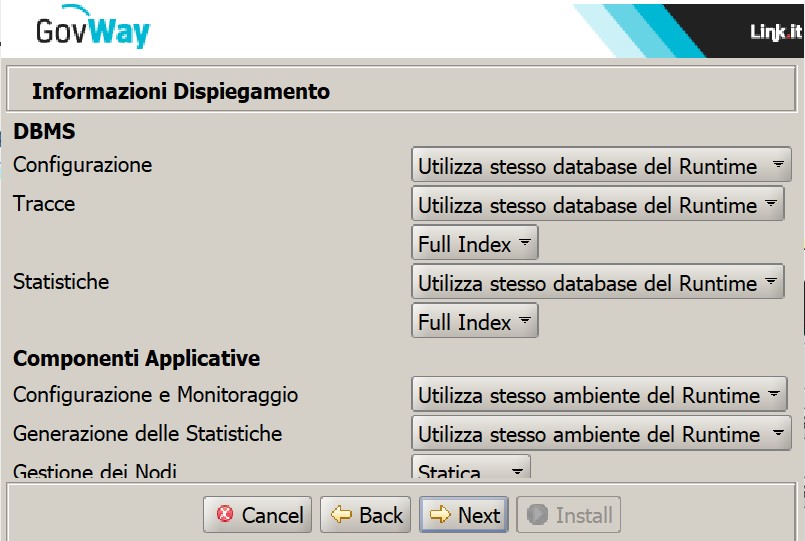 GovWay
Link.it
Informazioni Dispiegamento
DBMS
Configurazione
Utilizza stesso database del Runtime
Tracce
Utilizza stesso database del Runtime
Full Index
Statistiche
Utilizza stesso database del Runtime
Full Index
Componenti Applicative
Configurazione e Monitoraggio
Utilizza stesso ambiente del Runtime
Generazione delle Statistiche
Utilizza stesso ambiente del Runtime
Gestione dei Nodi
Statica
Cancel
Back
Next
Install